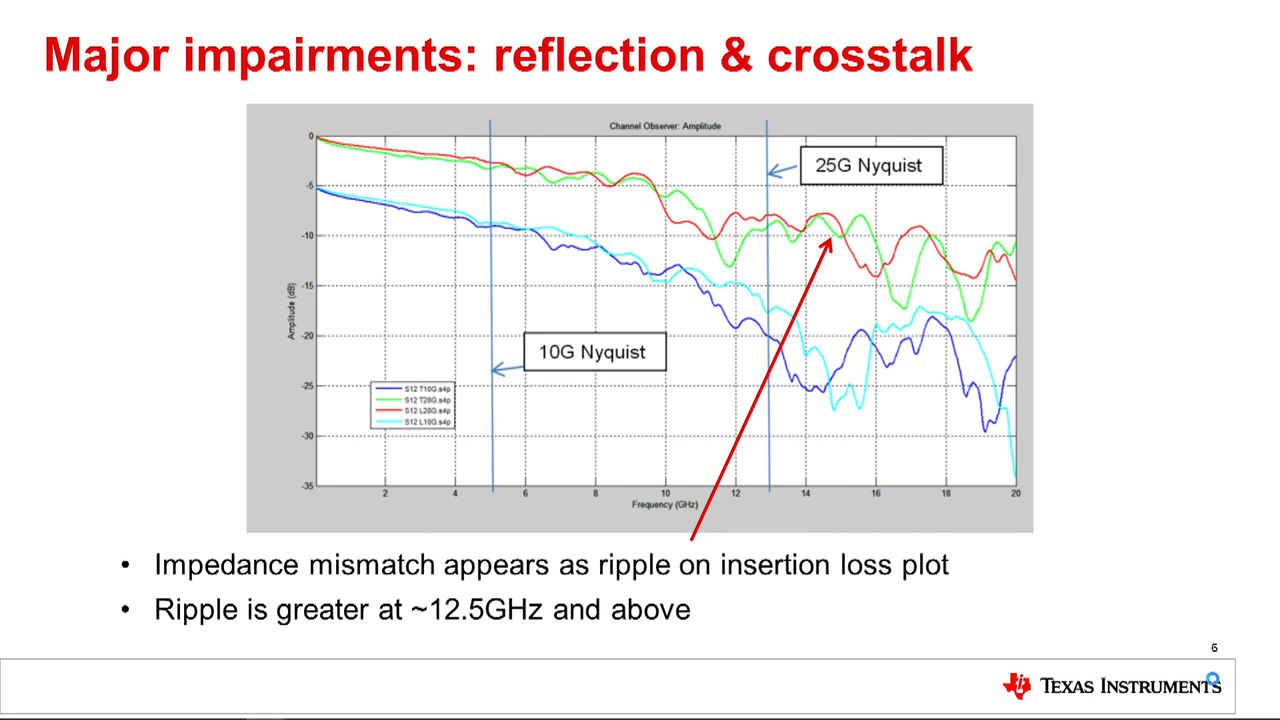 Major impairments: reflection & crosstalk
Channel Observer: Amplitude
25G Nyquist
10G Nyquist
Amplitude (dB)
0
-5
-10
-15
-20
-25
-30
-35
S12 T10G.s4p
S12 T28G.s4p
S12 L28G.s4p
S12 L10G.s4p
2 4 6 8 10 12 14 16 18 20
Frequency (GHz)
• Impedance mismatch appears as ripple on insertion loss plot
• Ripple is greater at ~12.5GHz and above
6
TEXAS INSTRUMENTS